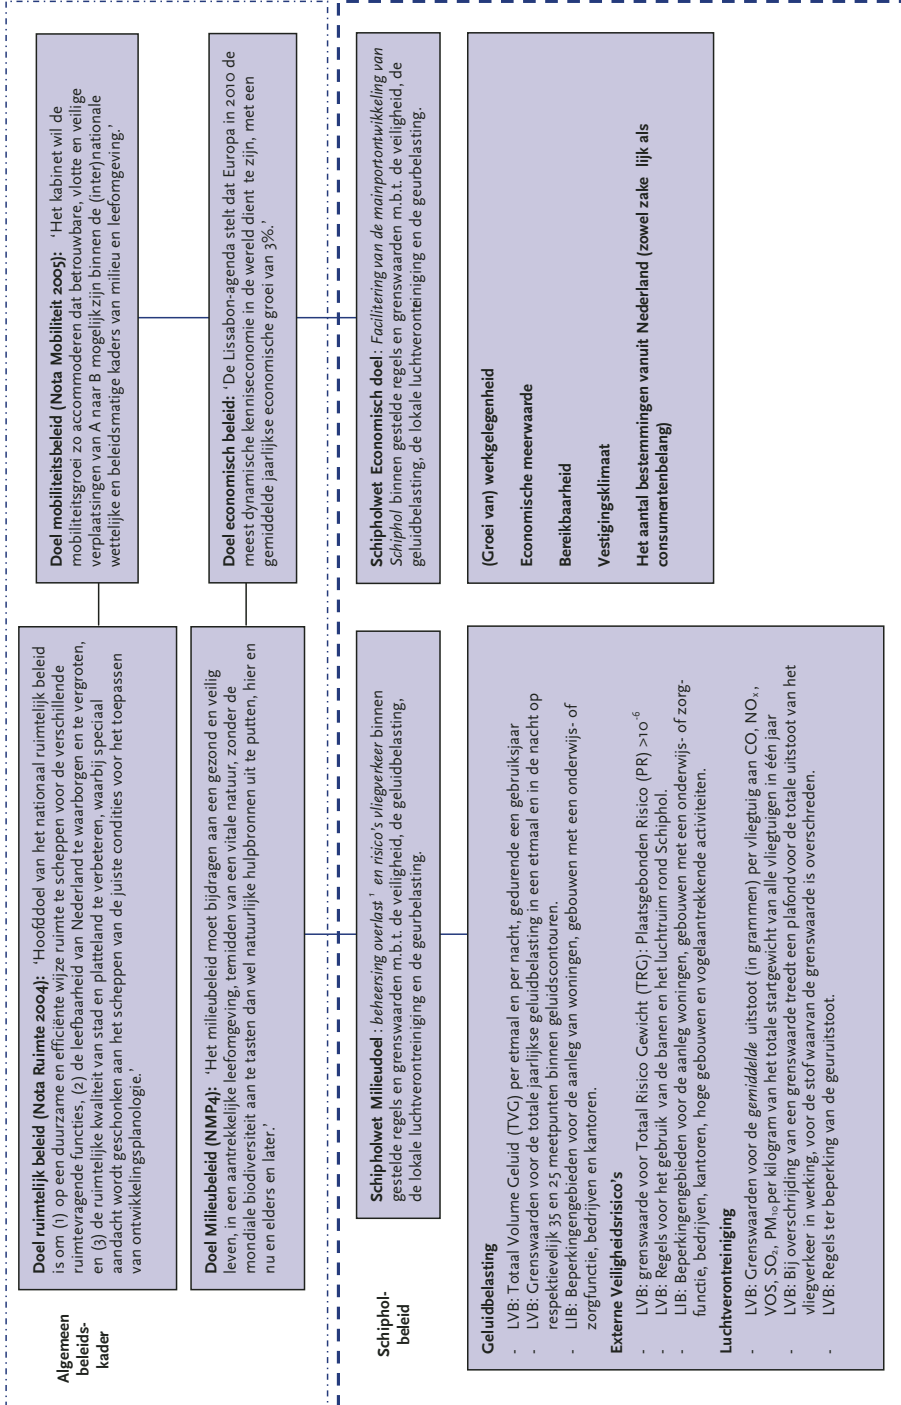 Algemeen
beleids-
kader
Doel ruimtelijk beleid (Nota Ruimte 2004): ‘Hoofddoel van het nationaal ruimtelijk beleid
is om (1) op een duurzame en efficiënte wijze ruimte te scheppen voor de verschillende
ruimtevragende functies, (2) de leefbaarheid van Nederland te waarborgen en te vergroten,
en (3) de ruimtelijke kwaliteit van stad en platteland te verbeteren, waarbij speciaal
aandacht wordt geschonken aan het scheppen van de juiste condities voor het toepassen
van ontwikkelingsplanologie.’
Doel mobiliteitsbeleid (Nota Mobiliteit 2005): ‘Het kabinet wil de
mobiliteitsgroei zo accommoderen dat betrouwbare, vlotte en veilige
verplaatsingen van A naar B mogelijk zijn binnen de (inter)nationale
wettelijke en beleidsmatige kaders van milieu en leefomgeving.’
Doel Milieubeleid (NMP4): ‘Het milieubeleid moet bijdragen aan een gezond en veilig
leven, in een aantrekkelijke leefomgeving, temidden van een vitale natuur, zonder de
mondiale biodiversiteit aan te tasten dan wel natuurlijke hulpbronnen uit te putten, hier en
nu en elders en later.’
Doel economisch beleid: ‘De Lissabon-agenda stelt dat Europa in 2010 de
meest dynamische kenniseconomie in de wereld dient te zijn, met een
gemiddelde jaarlijkse economische groei van 3%.’
Schiphol-
beleid
Schipholwet Milieudoel : beheersing overlast ¹ en risico’s vliegverkeer binnen
gestelde regels en grenswaarden m.b.t. de veiligheid, de geluidbelasting,
de lokale luchtverontreiniging en de geurbelasting.
Schipholwet Economisch doel: Facilitering van de mainportontwikkeling van
Schiphol binnen gestelde regels en grenswaarden m.b.t. de veiligheid, de
geluidbelasting, de lokale luchtverontreiniging en de geurbelasting.
Geluidbelasting
- LVB: Totaal Volume Geluid (TVG) per etmaal en per nacht, gedurende een gebruiksjaar
- LVB: Grenswaarden voor de totale jaarlijkse geluidbelasting in een etmaal en in de nacht op
respektievelijk 35 en 25 meetpunten binnen geluidscontouren.
- LIB: Beperkingengebieden voor de aanleg van woningen, gebouwen met een onderwijs- of
zorgfunctie, bedrijven en kantoren.
Externe Veiligheidsrisico’s
- LVB: grenswaarde voor Totaal Risico Gewicht (TRG): Plaatsgebonden Risico (PR) >10⁻⁶
- LVB: Regels voor het gebruik van de banen en het luchtruim rond Schiphol.
- LIB: Beperkingengebieden voor de aanleg woningen, gebouwen met een onderwijs- of zorg-
functie, bedrijven, kantoren, hoge gebouwen en vogelaantrekkende activiteiten.
Luchtverontreiniging
- LVB: Grenswaarden voor de gemiddelde uitstoot (in grammen) per vliegtuig aan CO, NOₓ,
VOS, SO₂, PM₁₀ per kilogram van het totale startgewicht van alle vliegtuigen in één jaar
- LVB: Bij overschrijding van een grenswaarde treedt een plafond voor de totale uitstoot van het
vliegverkeer in werking, voor de stof waarvan de grenswaarde is overschreden.
- LVB: Regels ter beperking van de geuruitstoot.
(Groei van) werkgelegenheid
Economische meerwaarde
Bereikbaarheid
Vestigingsklimaat
Het aantal bestemmingen vanuit Nederland (zowel zake lijk als
consumentenbelang)